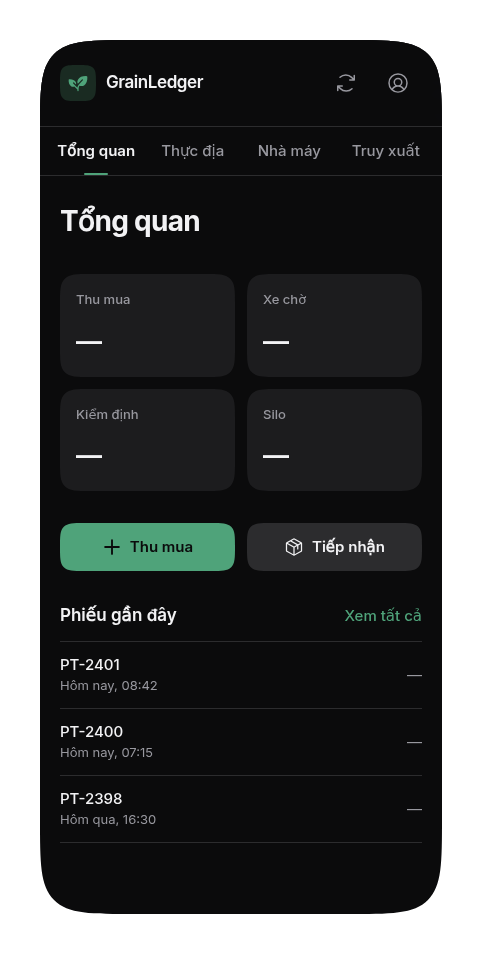 GrainLedger
Tổng quan Thực địa Nhà máy Truy xuất
Tổng quan
Thu mua Xe chờ
— —
Kiểm định Silo
— —
Thu mua Tiếp nhận
Phiếu gần đây Xem tất cả
PT-2401
Hôm nay, 08:42 —
PT-2400
Hôm nay, 07:15 —
PT-2398
Hôm qua, 16:30 —